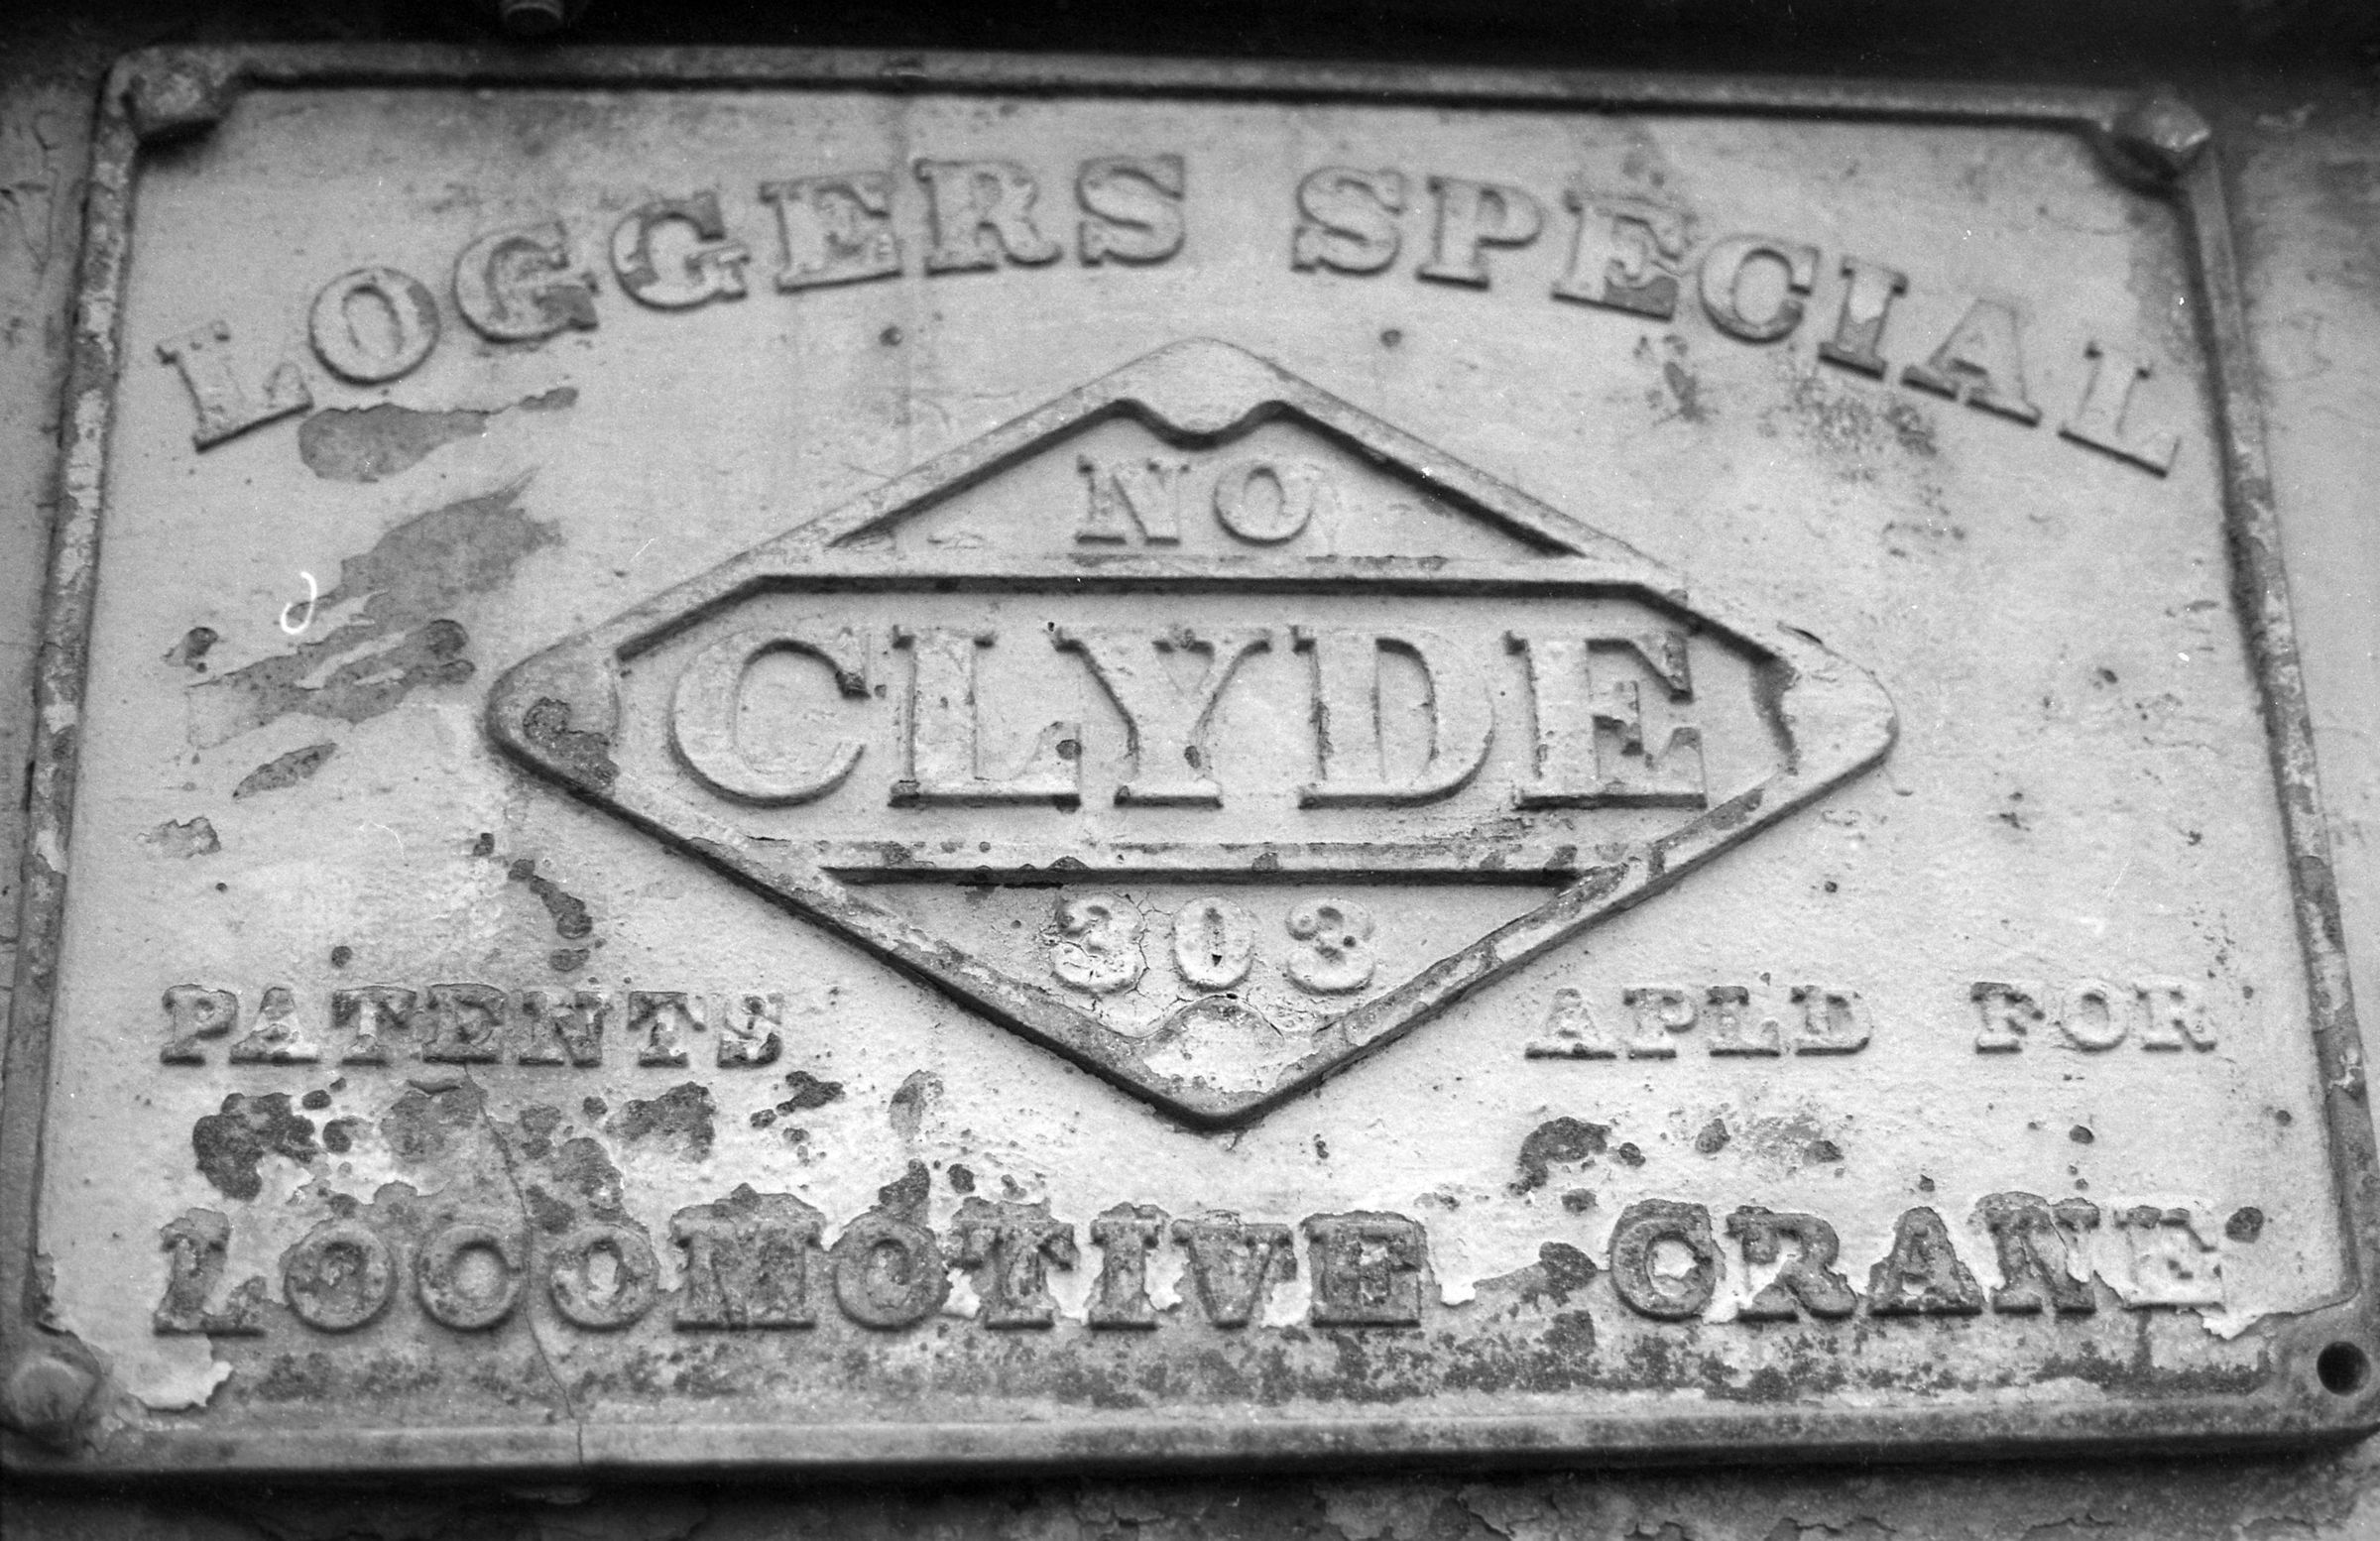 LOGGERS SPECIAL
NO
CLYDE
303
PATENTS APLD FOR
LOCOMOTIVE CRANE